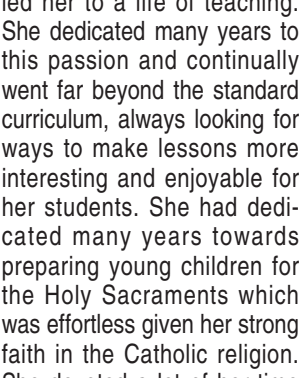 led her to a life of teaching.
She dedicated many years to
this passion and continually
went far beyond the standard
curriculum, always looking for
ways to make lessons more
interesting and enjoyable for
her students. She had dedi-
cated many years towards
preparing young children for
the Holy Sacraments which
was effortless given her strong
faith in the Catholic religion.
She devoted a lot of her time